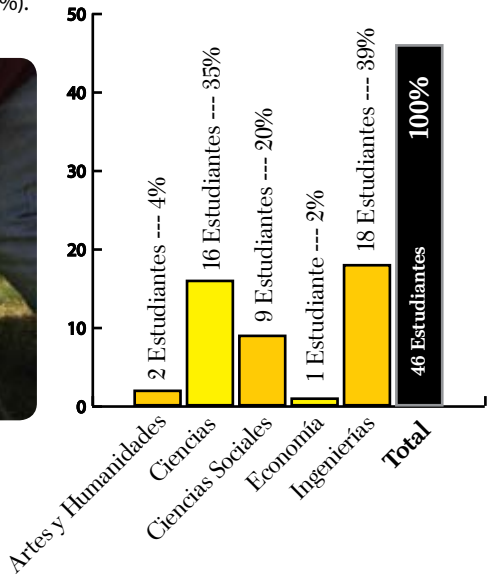 %).
50
40
30
20
10
0
2 Estudiantes --- 4%
16 Estudiantes --- 35%
9 Estudiantes --- 20%
1 Estudiante --- 2%
18 Estudiantes --- 39%
46 Estudiantes 100%
Artes y Humanidades
Ciencias
Ciencias Sociales
Economía
Ingenierías
Total